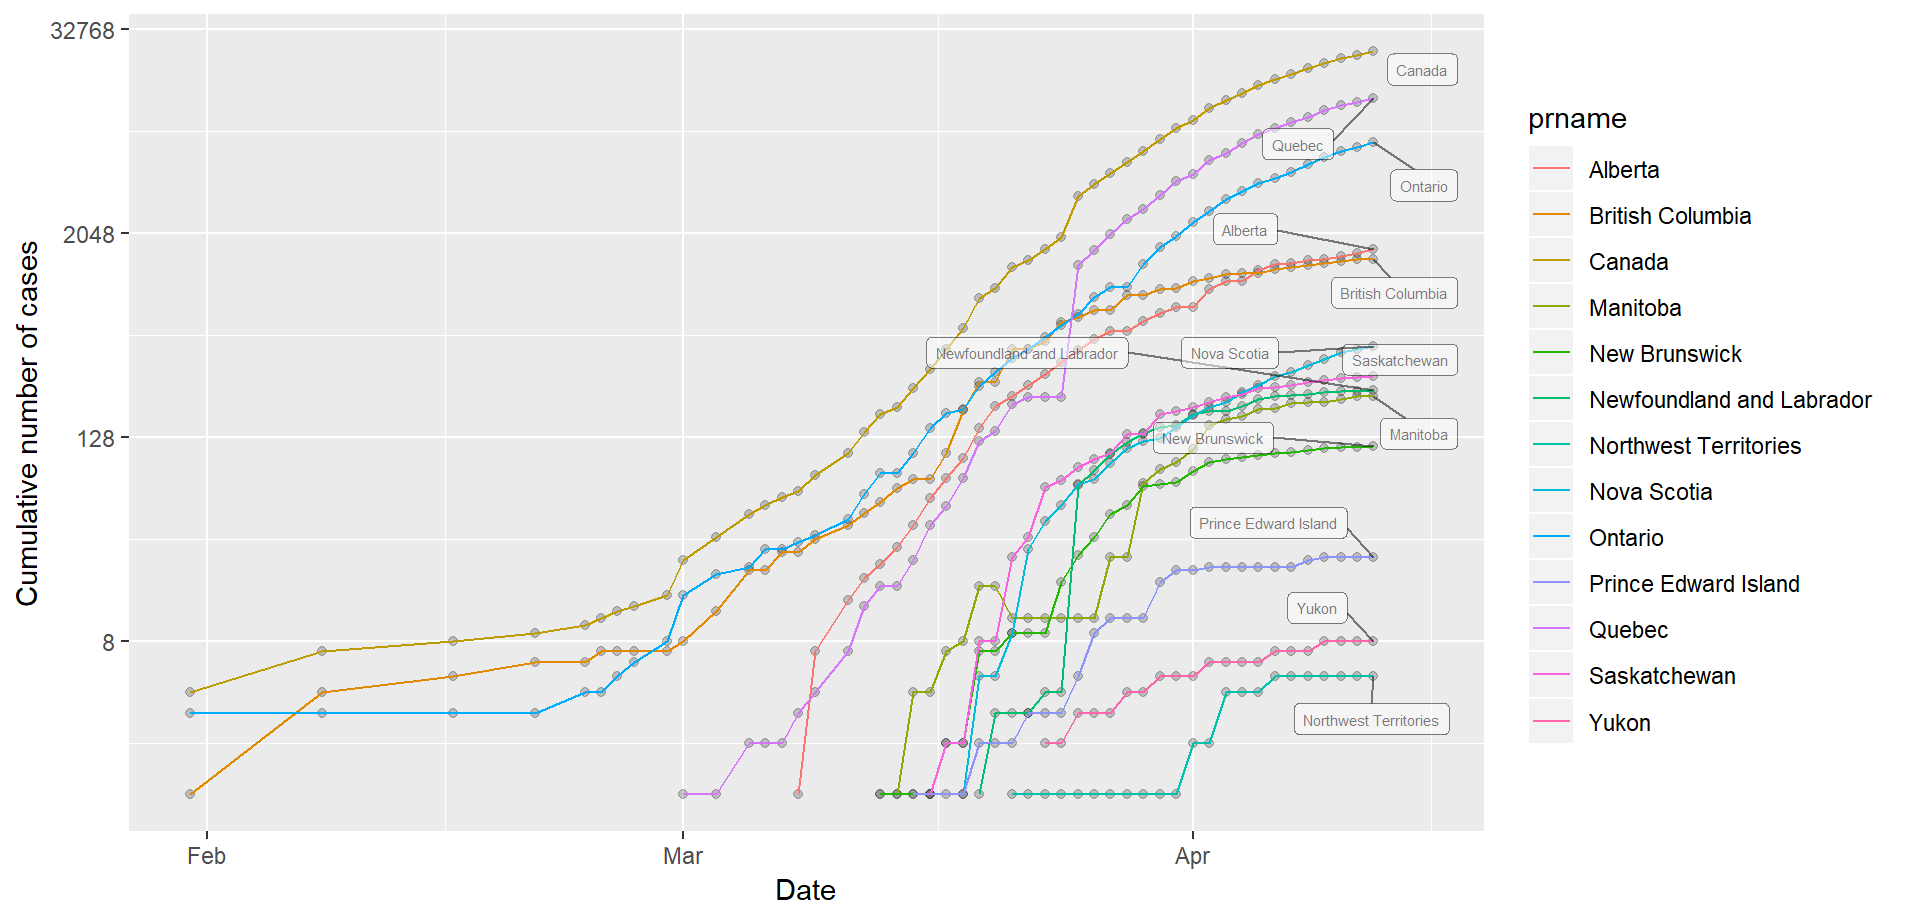 32768
2048
128
8
Cumulative number of cases
Canada
Quebec
Ontario
Alberta
British Columbia
Newfoundland and Labrador
Nova Scotia
Saskatchewan
New Brunswick
Manitoba
Prince Edward Island
Yukon
Northwest Territories
Feb
Mar
Apr
Date
prname
Alberta
British Columbia
Canada
Manitoba
New Brunswick
Newfoundland and Labrador
Northwest Territories
Nova Scotia
Ontario
Prince Edward Island
Quebec
Saskatchewan
Yukon